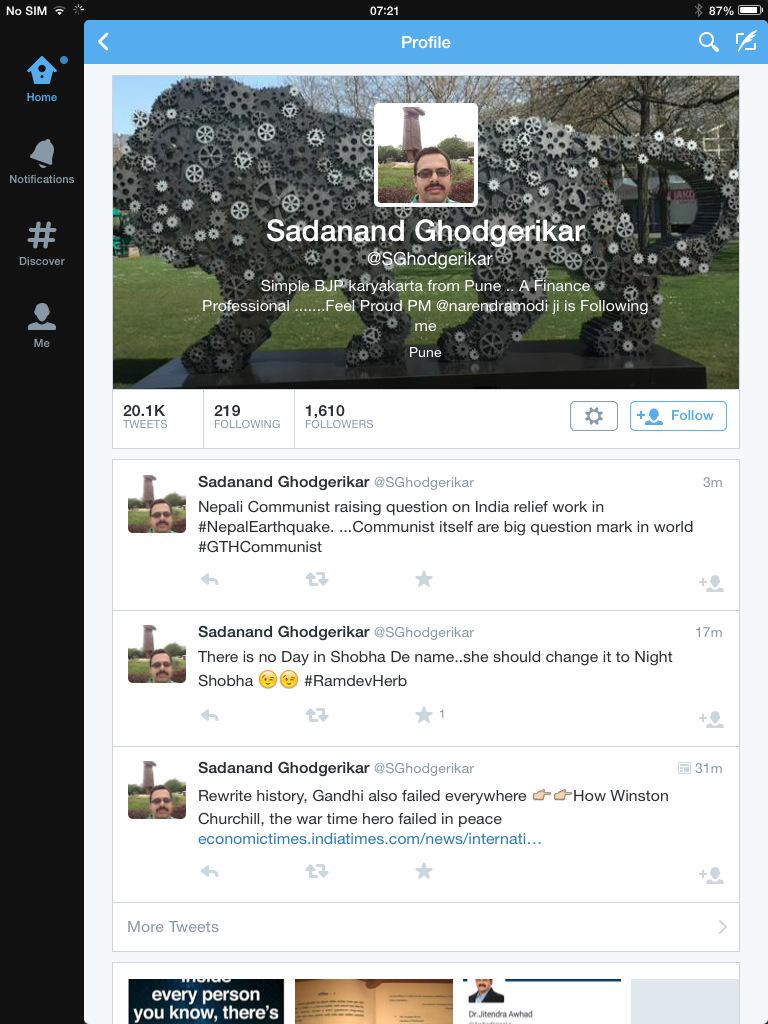 No SIM 07:21 87%
Profile
Home
Notifications
Discover
Me
Sadanand Ghodgerikar
@SGhodgerikar
Simple BJP karyakarta from Pune .. A Finance
Professional .......Feel Proud PM @narendramodi ji is Following
me
Pune
20.1K
TWEETS
219
FOLLOWING
1,610
FOLLOWERS
Follow
Sadanand Ghodgerikar @SGhodgerikar 3m
Nepali Communist raising question on India relief work in
#NepalEarthquake. ...Communist itself are big question mark in world
#GTHCommunist
Sadanand Ghodgerikar @SGhodgerikar 17m
There is no Day in Shobha De name..she should change it to Night
Shobha 😉😉 #RamdevHerb
1
Sadanand Ghodgerikar @SGhodgerikar 31m
Rewrite history, Gandhi also failed everywhere 👉👉How Winston
Churchill, the war time hero failed in peace
economictimes.indiatimes.com/news/internati…
More Tweets
inside
every person
you know, there's
Dr.Jitendra Awhad